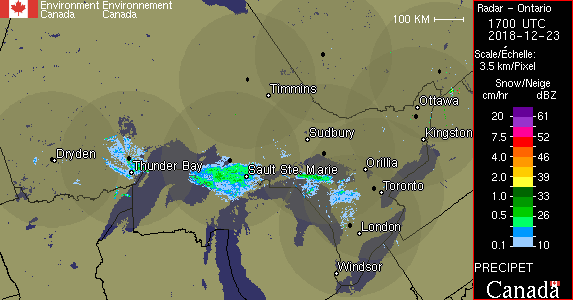 Environment Environnement
Canada Canada
100 KM
Timmins
Ottawa
Sudbury
Kingston
Dryden
Thunder Bay
Sault Ste. Marie
Orillia
Toronto
London
Windsor
Radar - Ontario
1700 UTC
2018-12-23
Scale/Échelle:
3.5 km/Pixel
Snow/Neige
cm/hr dBZ
20 61
7.5 52
4.0 46
2.0 39
1.0 33
0.5 26
0.1 10
PRECIPET
Canada